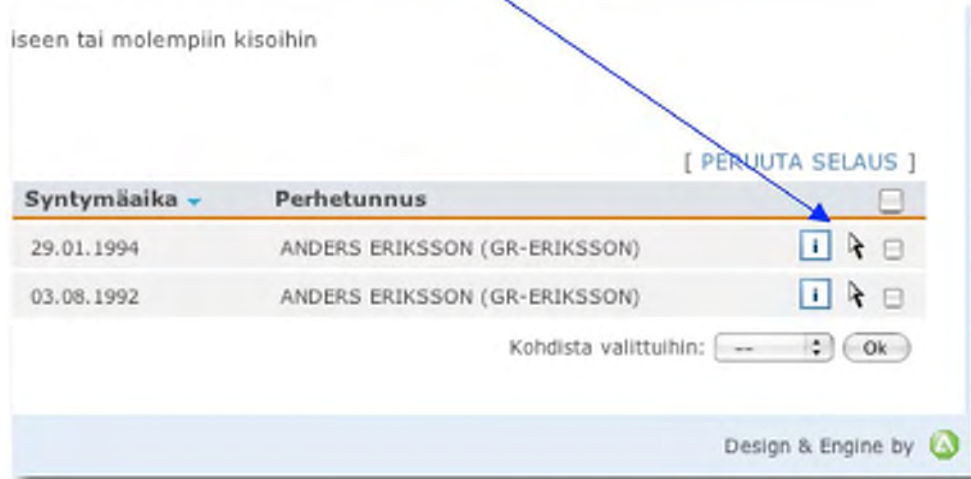 iseen tai molempiin kisoihin
[ PERUUTA SELAUS ]
Syntymäaika Perhetunnus
29.01.1994 ANDERS ERIKSSON (GR-ERIKSSON) i
03.08.1992 ANDERS ERIKSSON (GR-ERIKSSON) i
Kohdista valittuihin: -- Ok
Design & Engine by